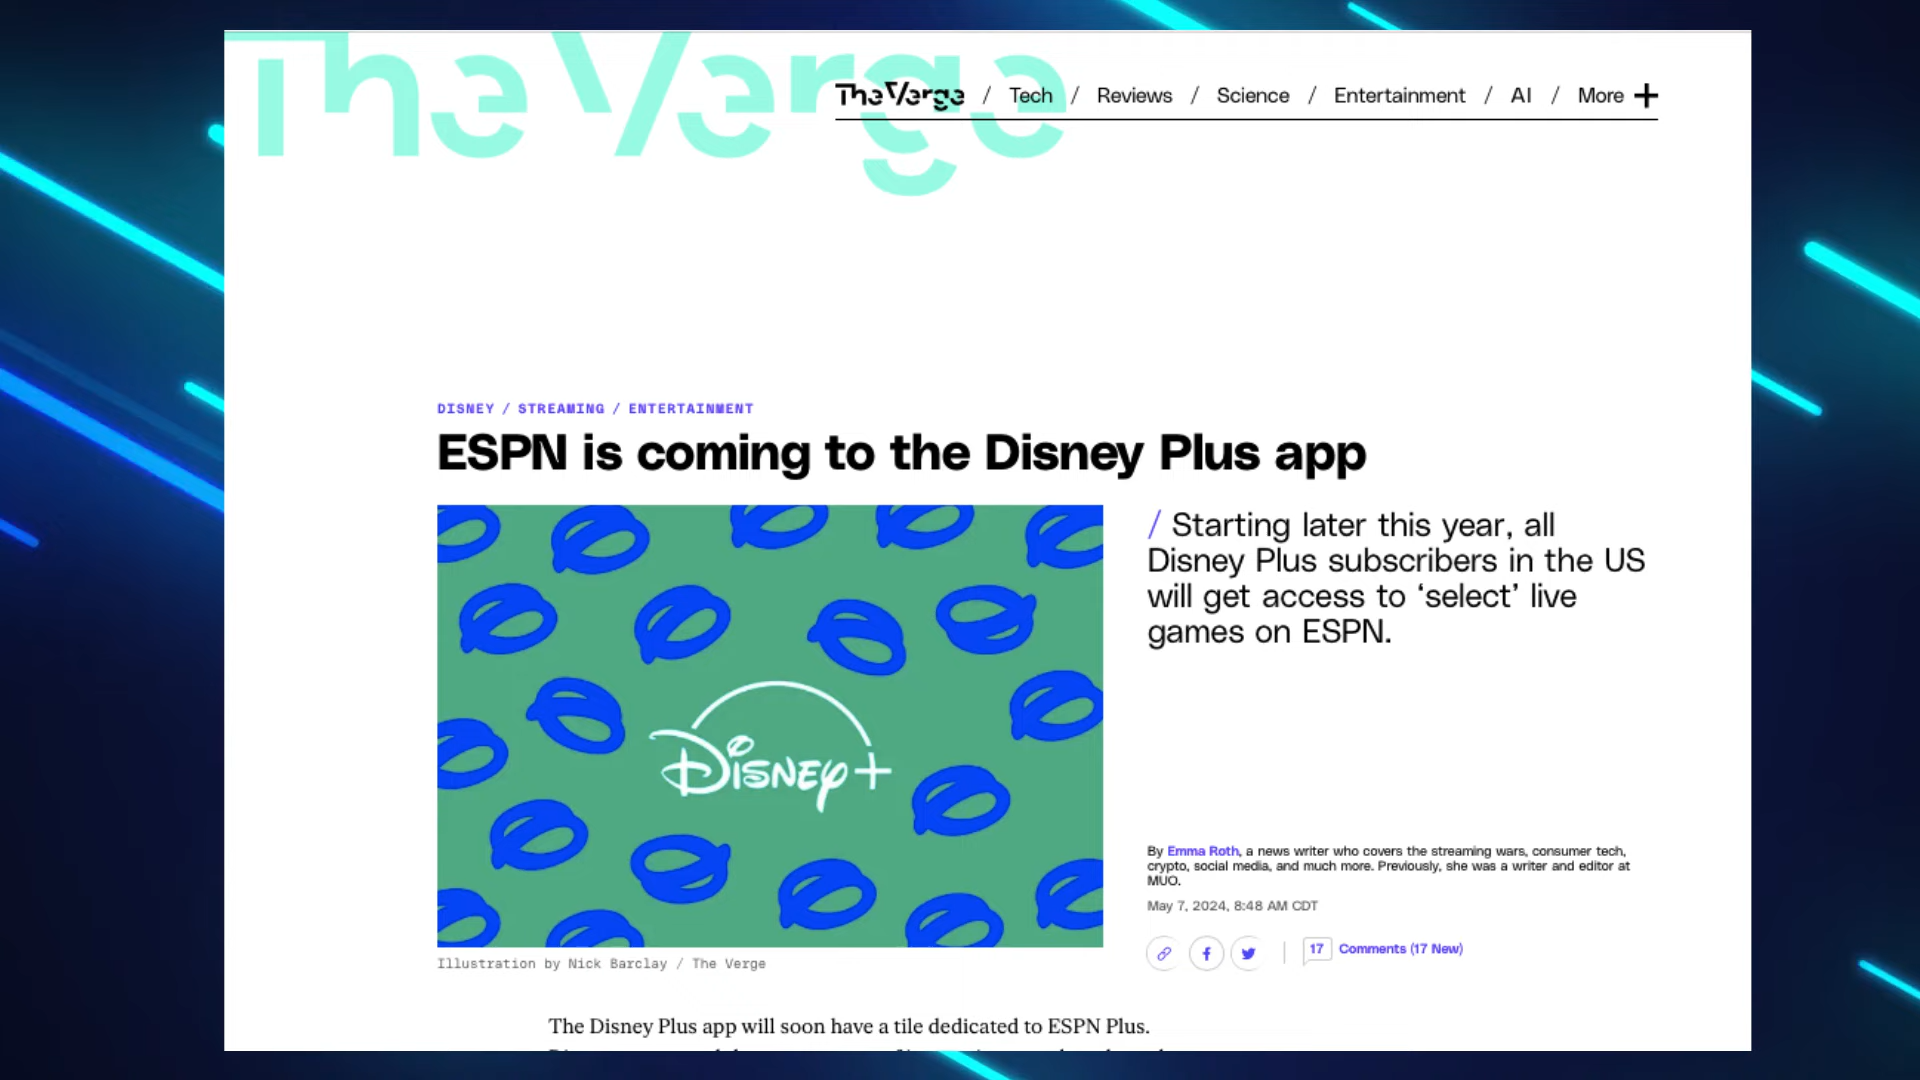 The Verge
The Verge / Tech / Reviews / Science / Entertainment / AI / More +
DISNEY / STREAMING / ENTERTAINMENT
ESPN is coming to the Disney Plus app
/ Starting later this year, all
Disney Plus subscribers in the US
will get access to ‘select’ live
games on ESPN.
Disney+
By Emma Roth, a news writer who covers the streaming wars, consumer tech,
crypto, social media, and much more. Previously, she was a writer and editor at
MUO.
May 7, 2024, 8:48 AM CDT
17 Comments (17 New)
Illustration by Nick Barclay / The Verge
The Disney Plus app will soon have a tile dedicated to ESPN Plus.